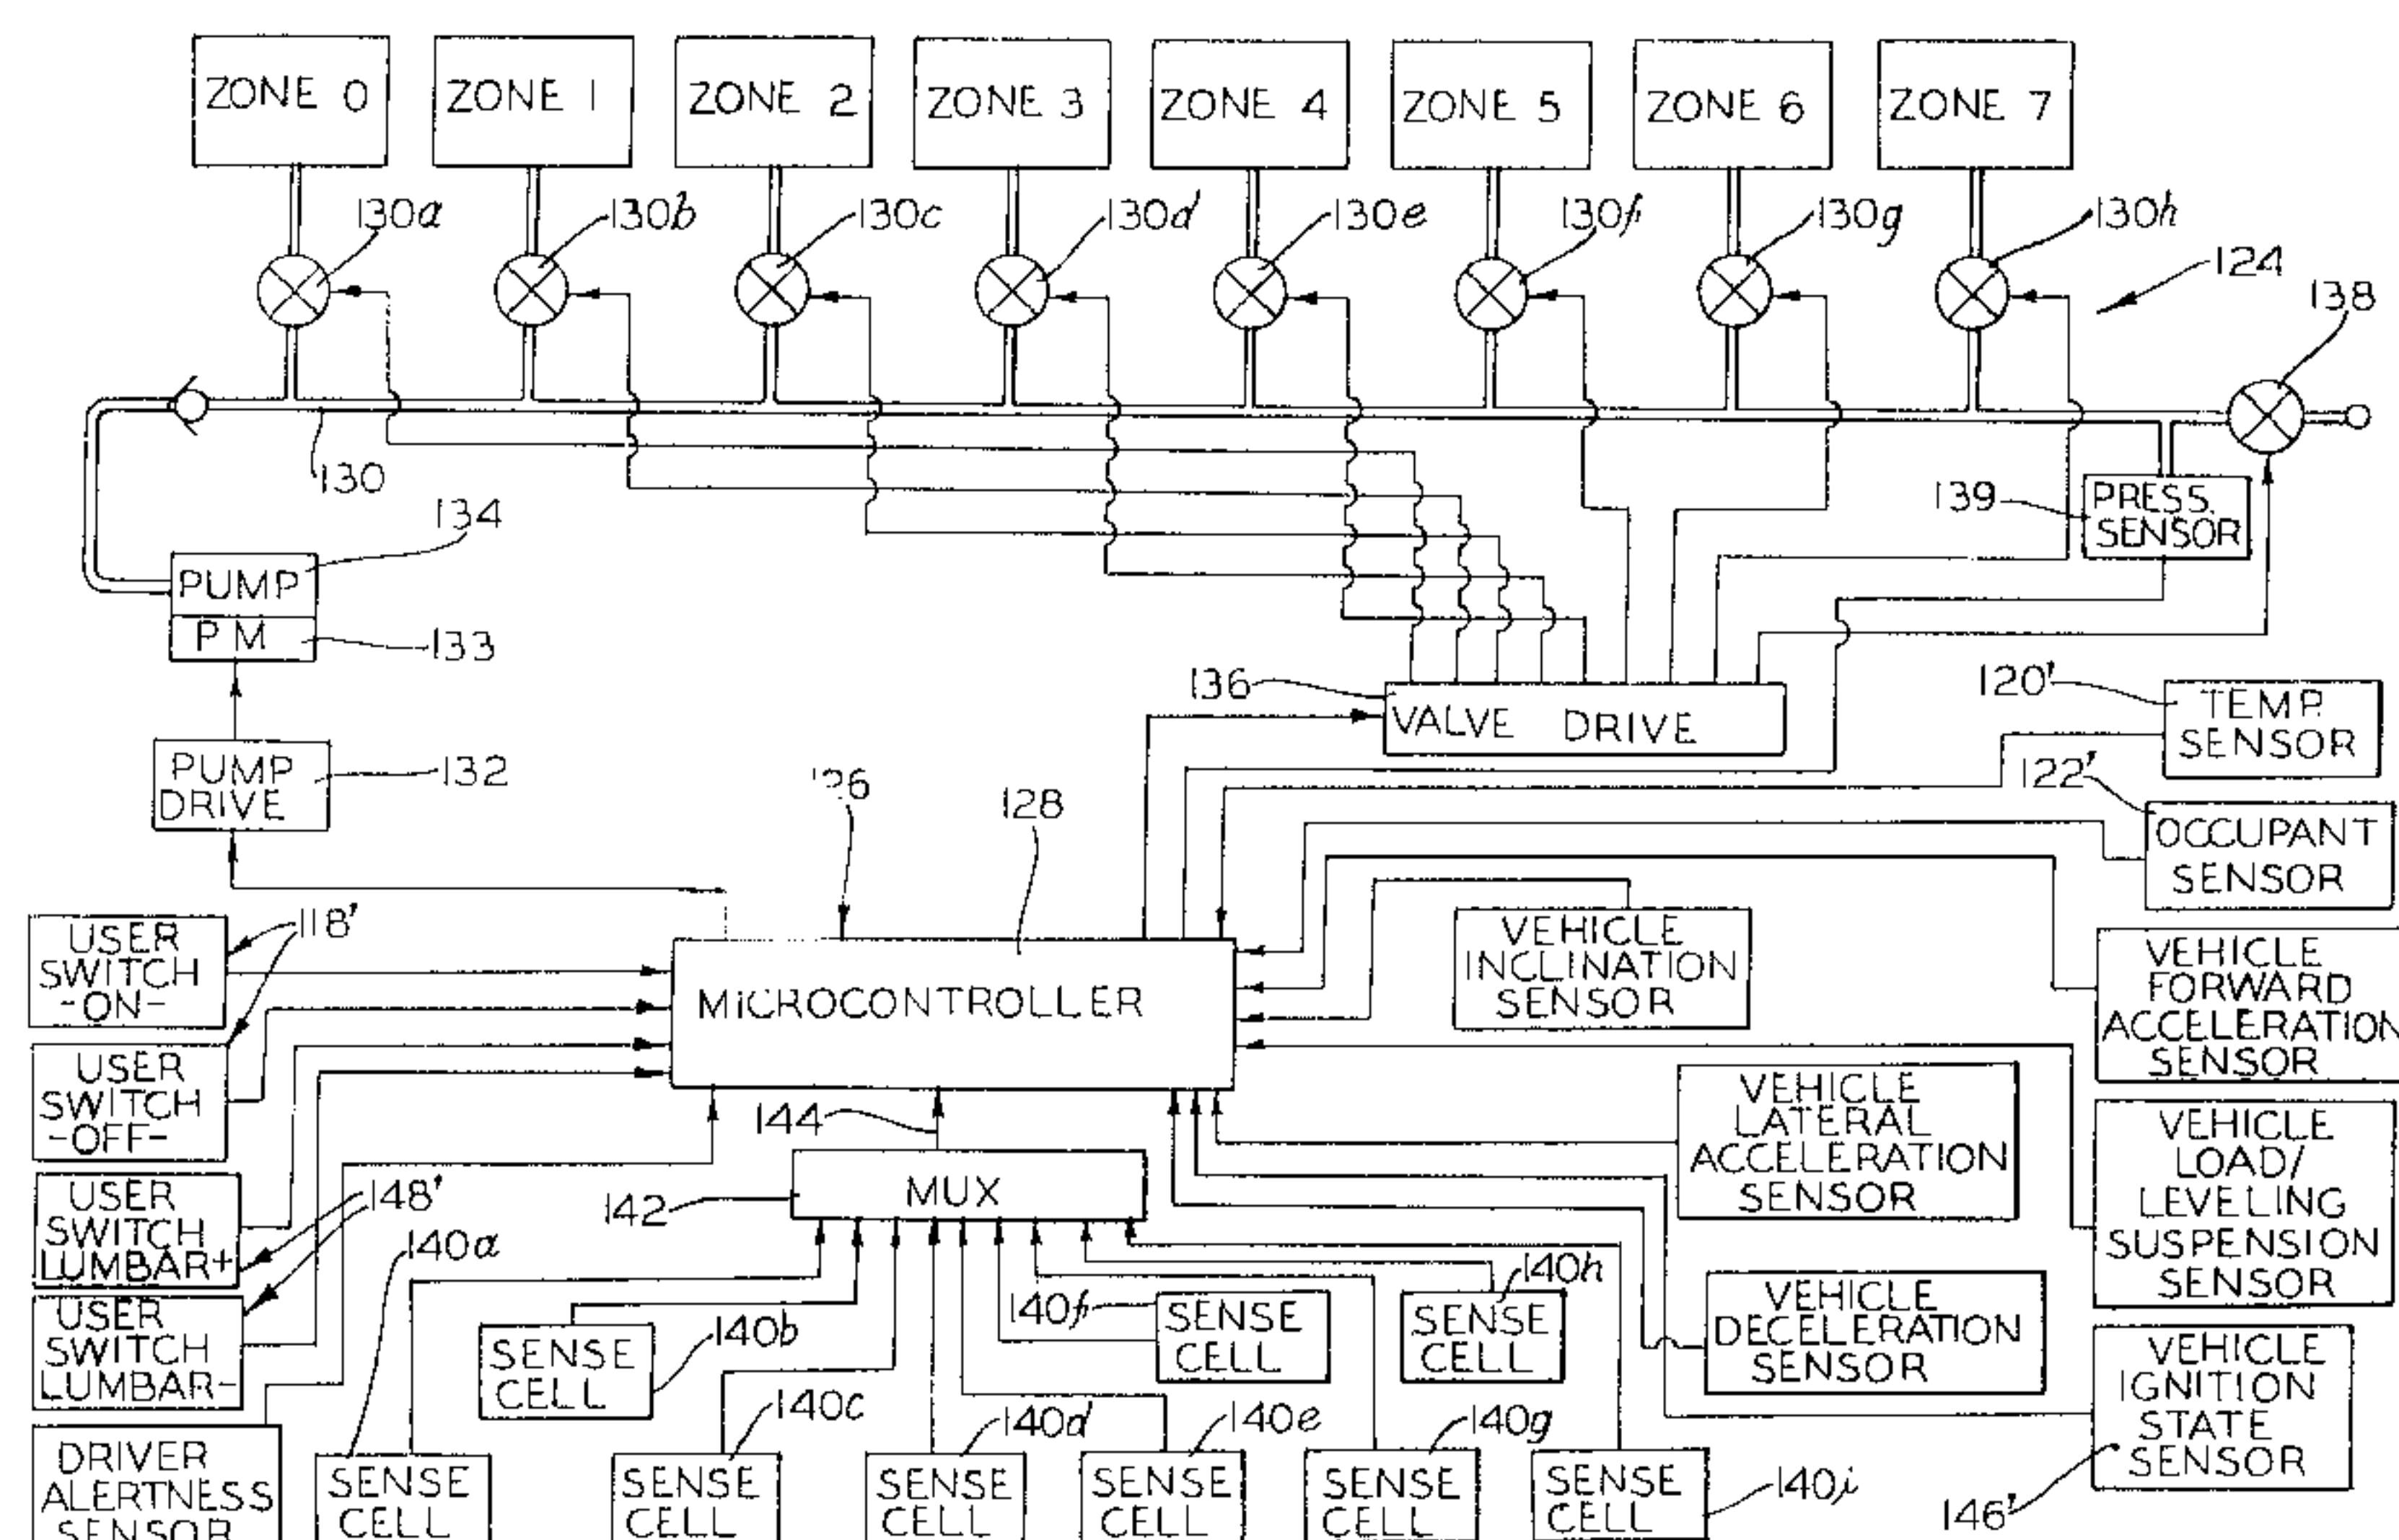 ZONE 0
ZONE 1
ZONE 2
ZONE 3
ZONE 4
ZONE 5
ZONE 6
ZONE 7
130a
130b
130c
130d
130e
130f
130g
130h
124
138
130
134
PUMP
PM
133
139
PRESS.
SENSOR
136
VALVE DRIVE
120'
TEMP.
SENSOR
PUMP
DRIVE
132
128
122'
OCCUPANT
SENSOR
118'
USER
SWITCH
-ON-
MICROCONTROLLER
VEHICLE
INCLINATION
SENSOR
VEHICLE
FORWARD
ACCELERATION
SENSOR
USER
SWITCH
-OFF-
144
VEHICLE
LATERAL
ACCELERATION
SENSOR
VEHICLE
LOAD/
LEVELING
SUSPENSION
SENSOR
USER
SWITCH
LUMBAR+
148'
142
MUX
140a
USER
SWITCH
LUMBAR-
SENSE
CELL
140b
140f
SENSE
CELL
140h
SENSE
CELL
VEHICLE
DECELERATION
SENSOR
VEHICLE
IGNITION
STATE
SENSOR
146'
DRIVER
ALERTNESS
SENSOR
SENSE
CELL
140c
SENSE
CELL
140d
SENSE
CELL
140e
SENSE
CELL
140g
SENSE
CELL
SENSE
CELL
140i